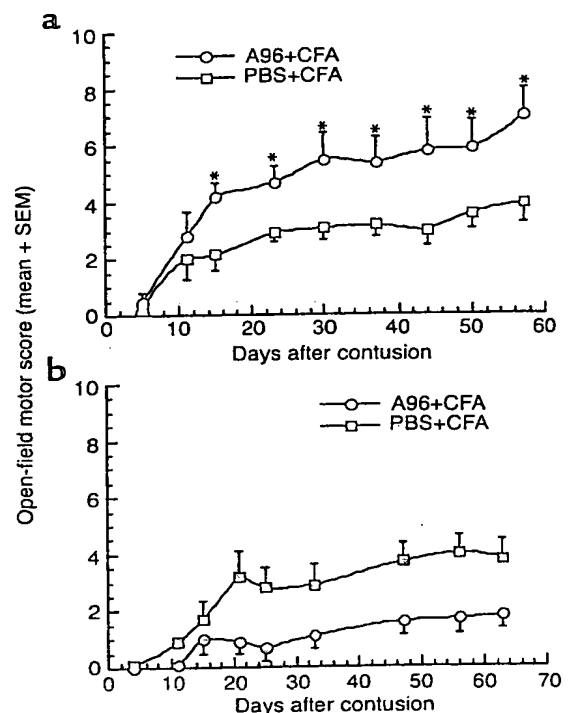 a
A96+CFA
PBS+CFA
10
8
6
4
2
0
* * * * * * *
0 10 20 30 40 50 60
Days after contusion
Open-field motor score (mean + SEM)
b
A96+CFA
PBS+CFA
10
8
6
4
2
0
0 10 20 30 40 50 60 70
Days after contusion